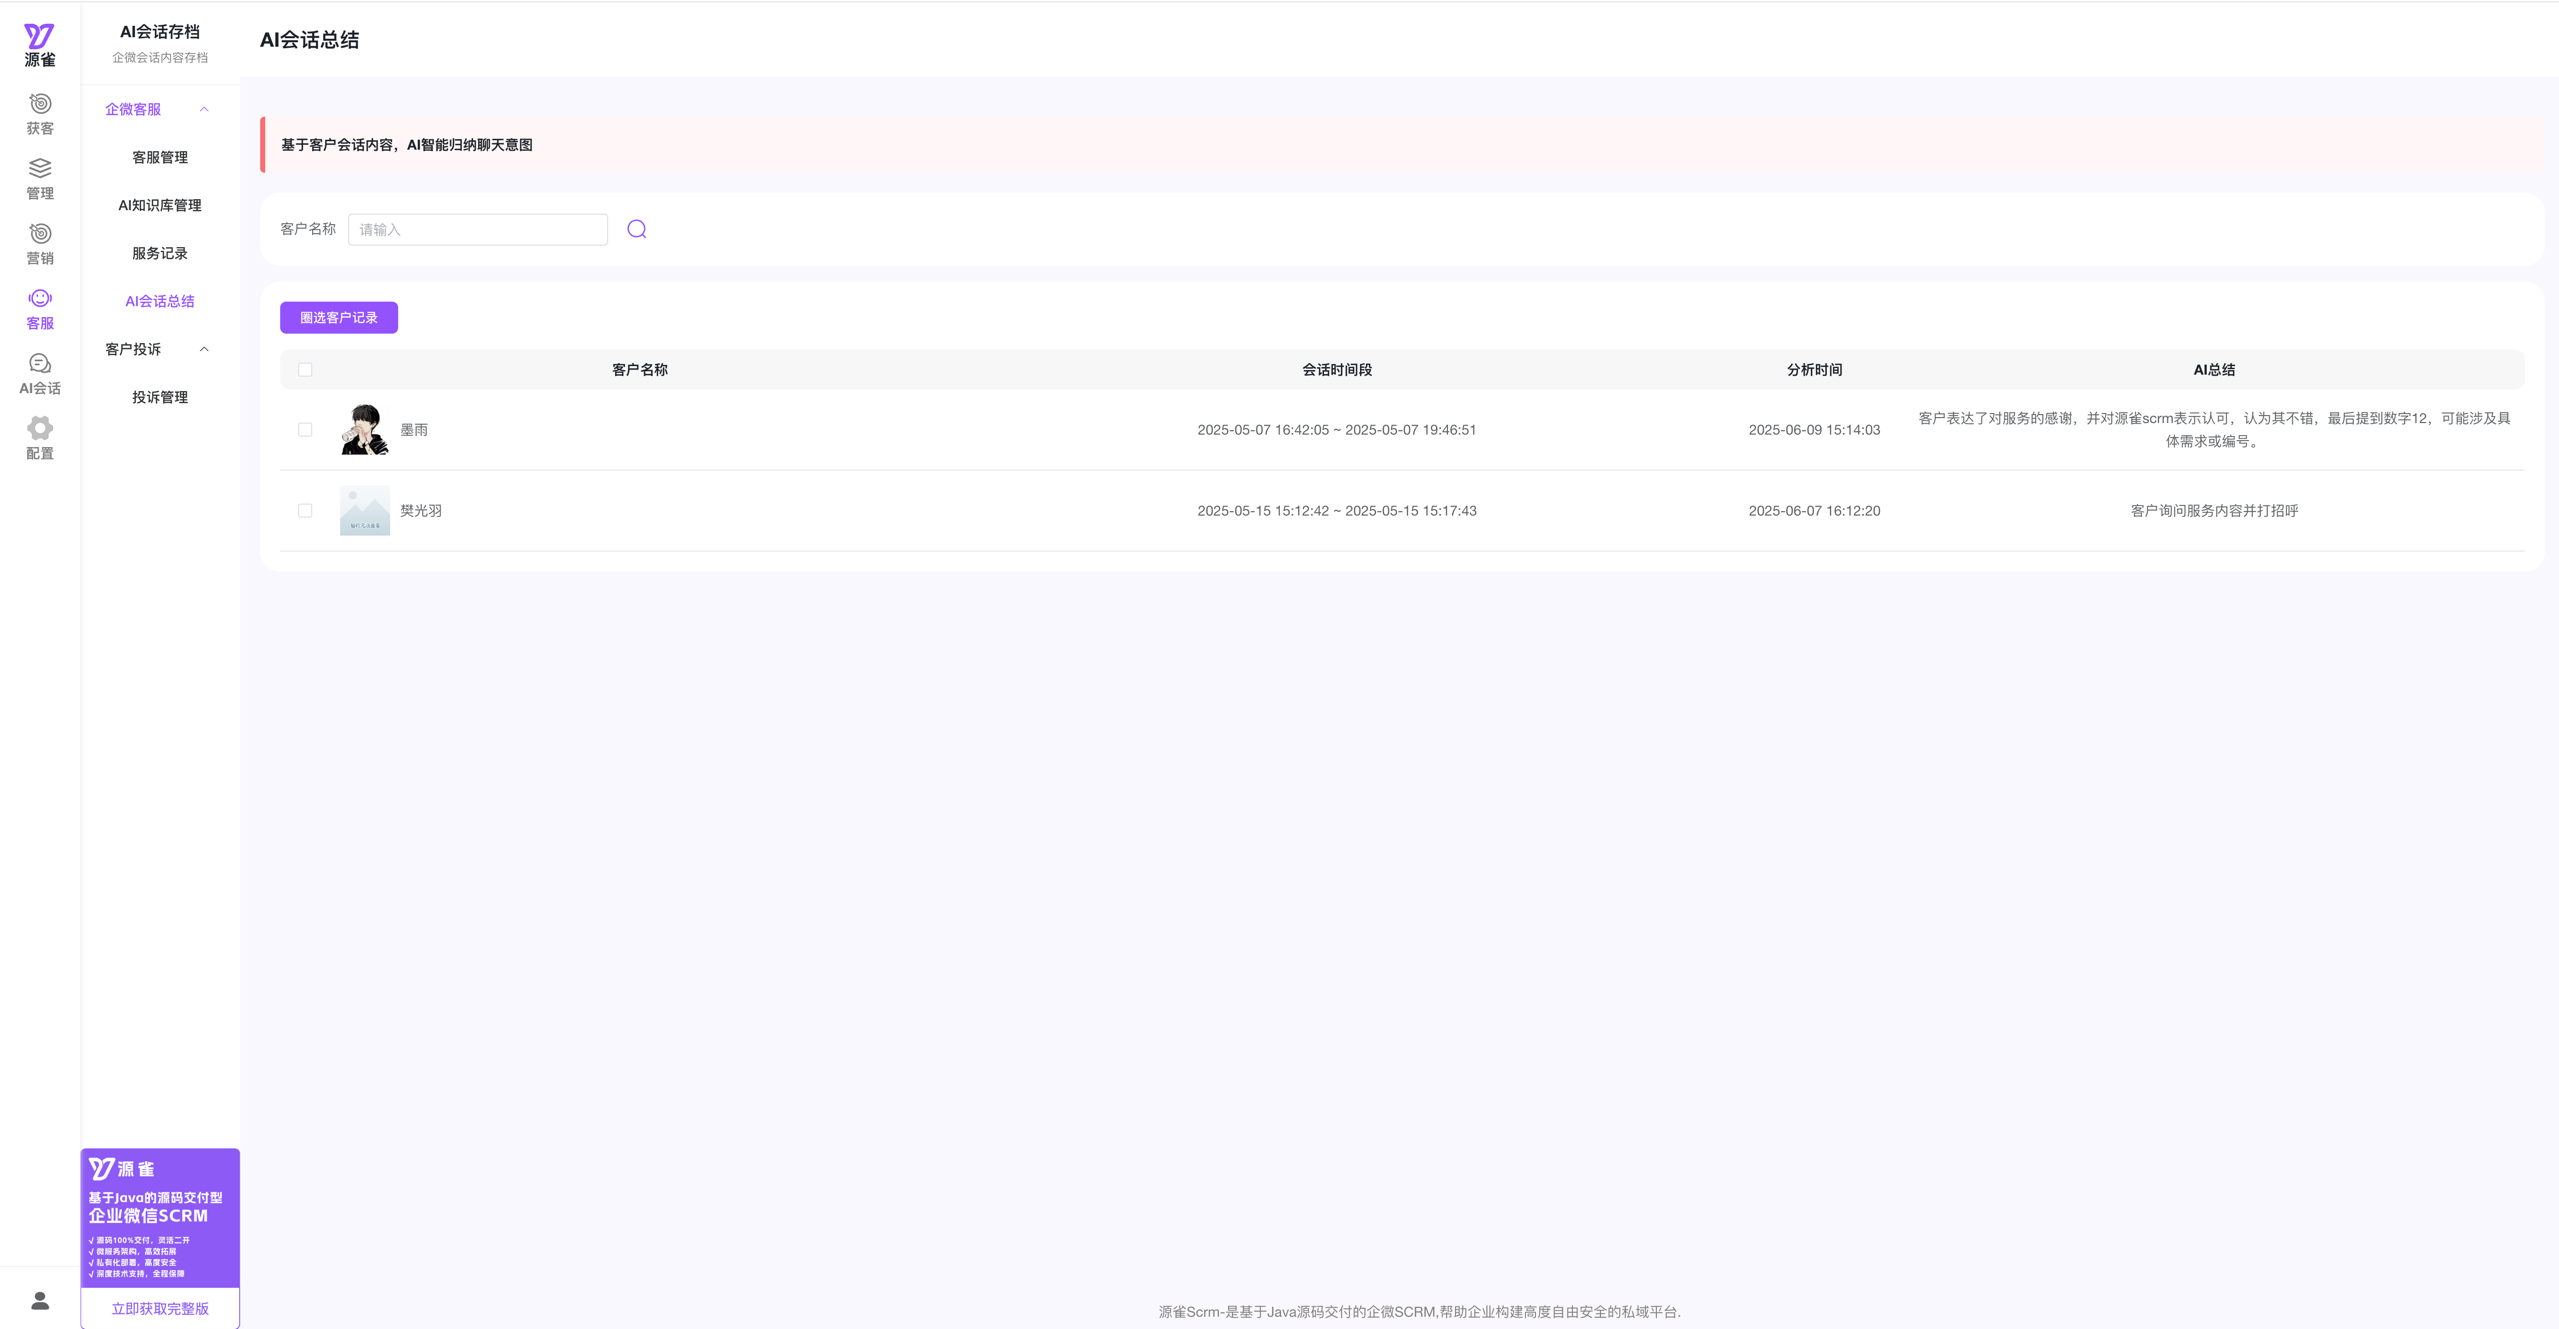 源雀
获客
管理
营销
客服
AI会话
配置
AI会话存档
企微会话内容存档
企微客服
客服管理
AI知识库管理
服务记录
AI会话总结
客户投诉
投诉管理
源雀
基于Java的源码交付型
企业微信SCRM
√ 源码100%交付，灵活二开
√ 微服务架构，高效拓展
√ 私有化部署，高度安全
√ 深度技术支持，全程保障
立即获取完整版
AI会话总结
基于客户会话内容，AI智能归纳聊天意图
客户名称 请输入
圈选客户记录
客户名称 会话时间段 分析时间 AI总结
墨雨 2025-05-07 16:42:05 ~ 2025-05-07 19:46:51 2025-06-09 15:14:03 客户表达了对服务的感谢，并对源雀scrm表示认可，认为其不错，最后提到数字12，可能涉及具
体需求或编号。
樊光羽 2025-05-15 15:12:42 ~ 2025-05-15 15:17:43 2025-06-07 16:12:20 客户询问服务内容并打招呼
源雀Scrm-是基于Java源码交付的企微SCRM,帮助企业构建高度自由安全的私域平台.